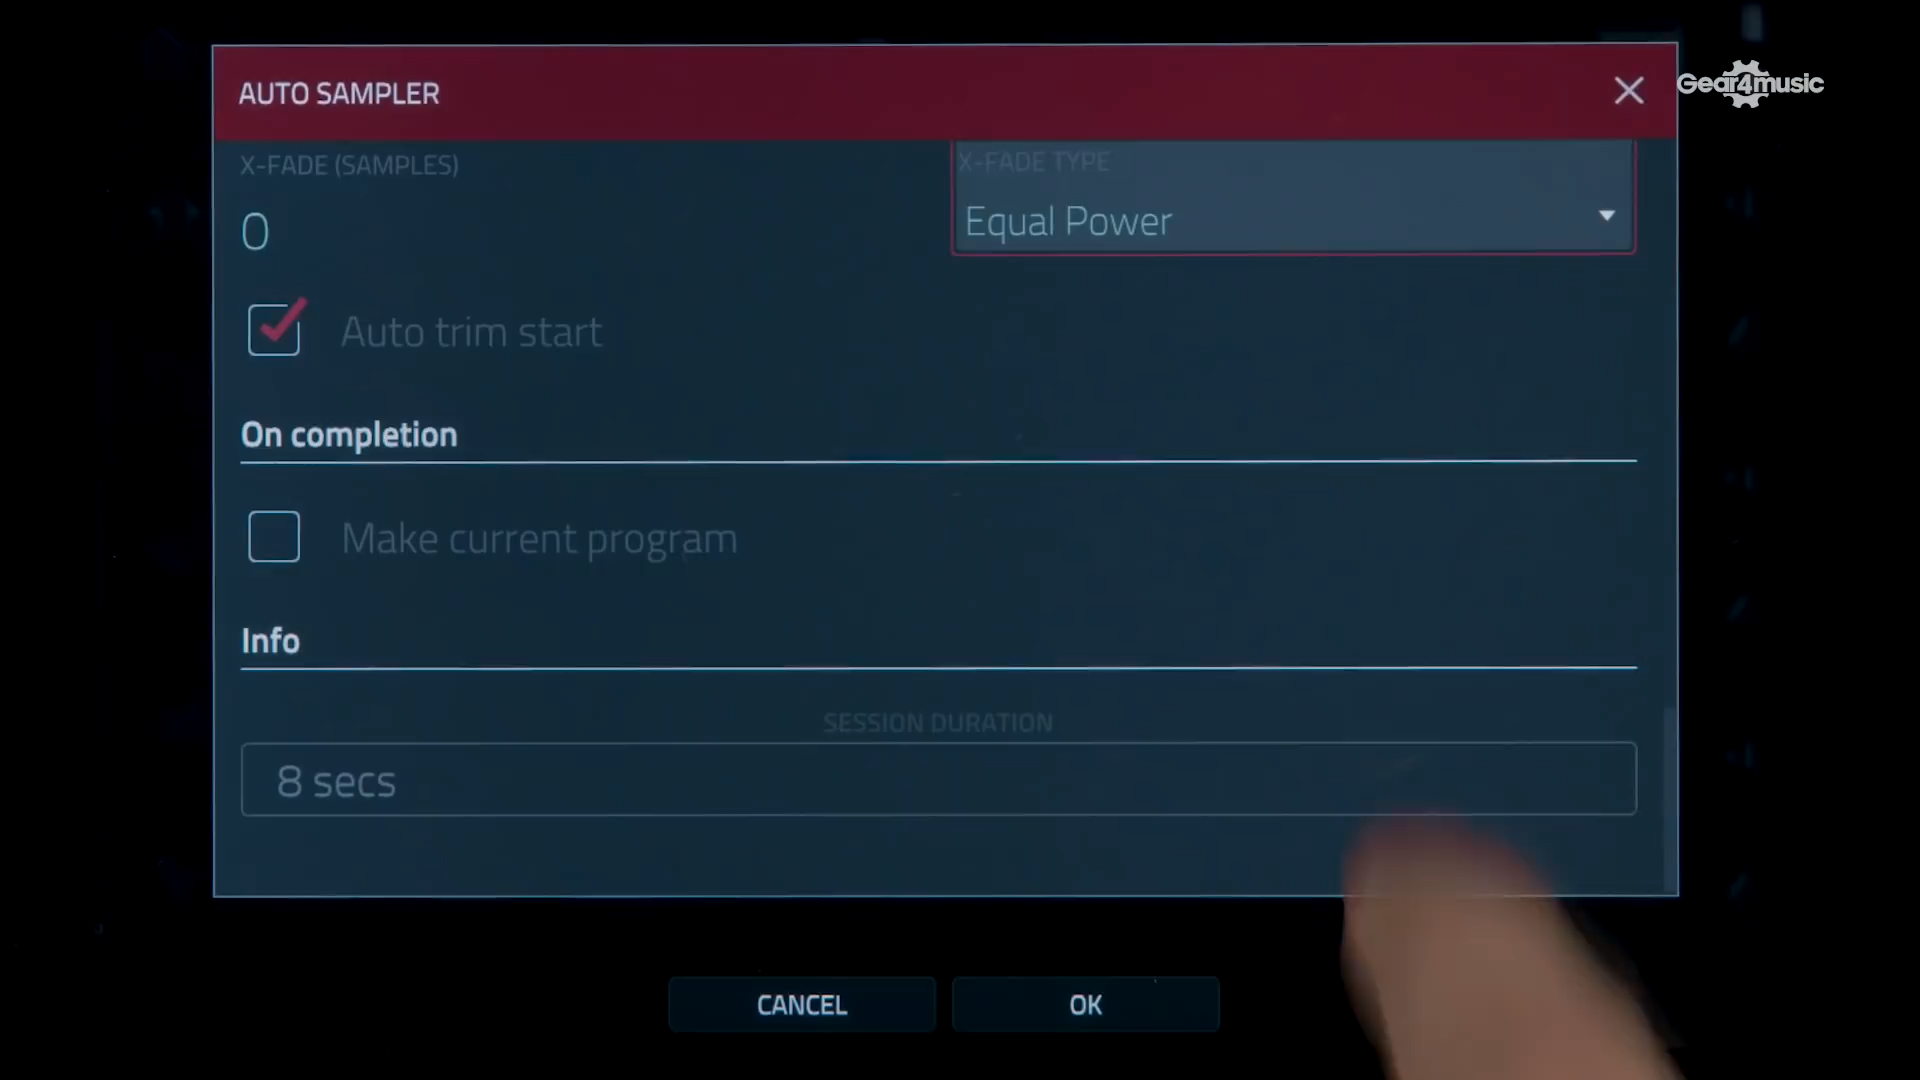 AUTO SAMPLER
Gear4music
X-FADE (SAMPLES)
X-FADE TYPE
0
Equal Power
Auto trim start
On completion
Make current program
Info
SESSION DURATION
8 secs
CANCEL
OK